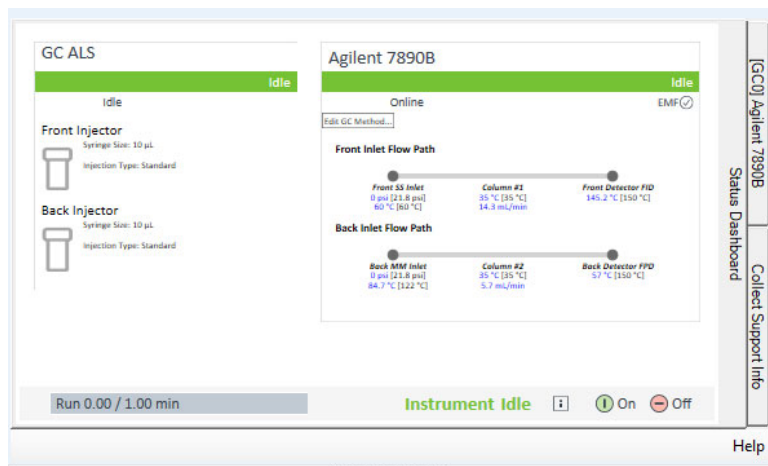 GC ALS
Idle
Idle
Front Injector
Syringe Size: 10 µL
Injection Type: Standard
Back Injector
Syringe Size: 10 µL
Injection Type: Standard
Agilent 7890B
Idle
Online EMF
Edit GC Method...
Front Inlet Flow Path
Front SS Inlet Column #1 Front Detector FID
0 psi [21.8 psi] 35 °C [35 °C] 145.2 °C [150 °C]
60 °C [60 °C] 14.3 mL/min
Back Inlet Flow Path
Back MM Inlet Column #2 Back Detector FPD
0 psi [21.8 psi] 35 °C [35 °C] 57 °C [150 °C]
84.7 °C [122 °C] 5.7 mL/min
Status Dashboard
[GC0] Agilent 7890B
Collect Support Info
Run 0.00 / 1.00 min Instrument Idle i On Off
Help